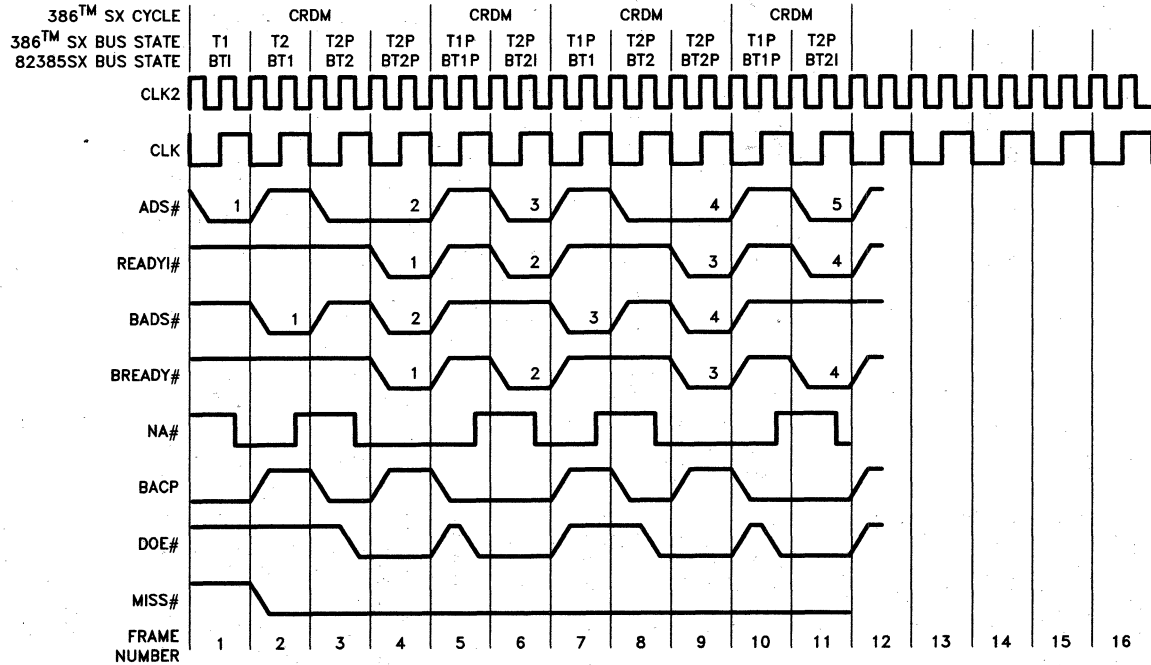 386™ SX CYCLE CRDM CRDM CRDM CRDM
386™ SX BUS STATE T1 T2 T2P T2P T1P T2P T1P T2P T2P T1P T2P
82385SX BUS STATE BTI BT1 BT2 BT2P BT1P BT2I BT1 BT2 BT2P BT1P BT2I
CLK2
CLK
ADS# 1 2 3 4 5
READYI# 1 2 3 4
BADS# 1 2 3 4
BREADY# 1 2 3 4
NA#
BACP
DOE#
MISS#
FRAME NUMBER 1 2 3 4 5 6 7 8 9 10 11 12 13 14 15 16